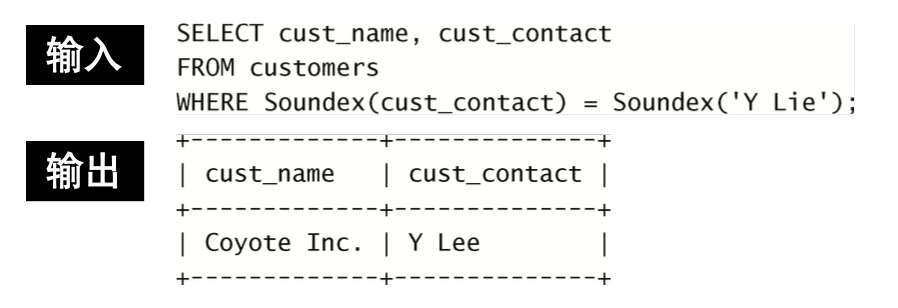 输入
SELECT cust_name, cust_contact
FROM customers
WHERE Soundex(cust_contact) = Soundex('Y Lie');
输出
+-------------+--------------+
| cust_name   | cust_contact |
+-------------+--------------+
| Coyote Inc. | Y Lee        |
+-------------+--------------+